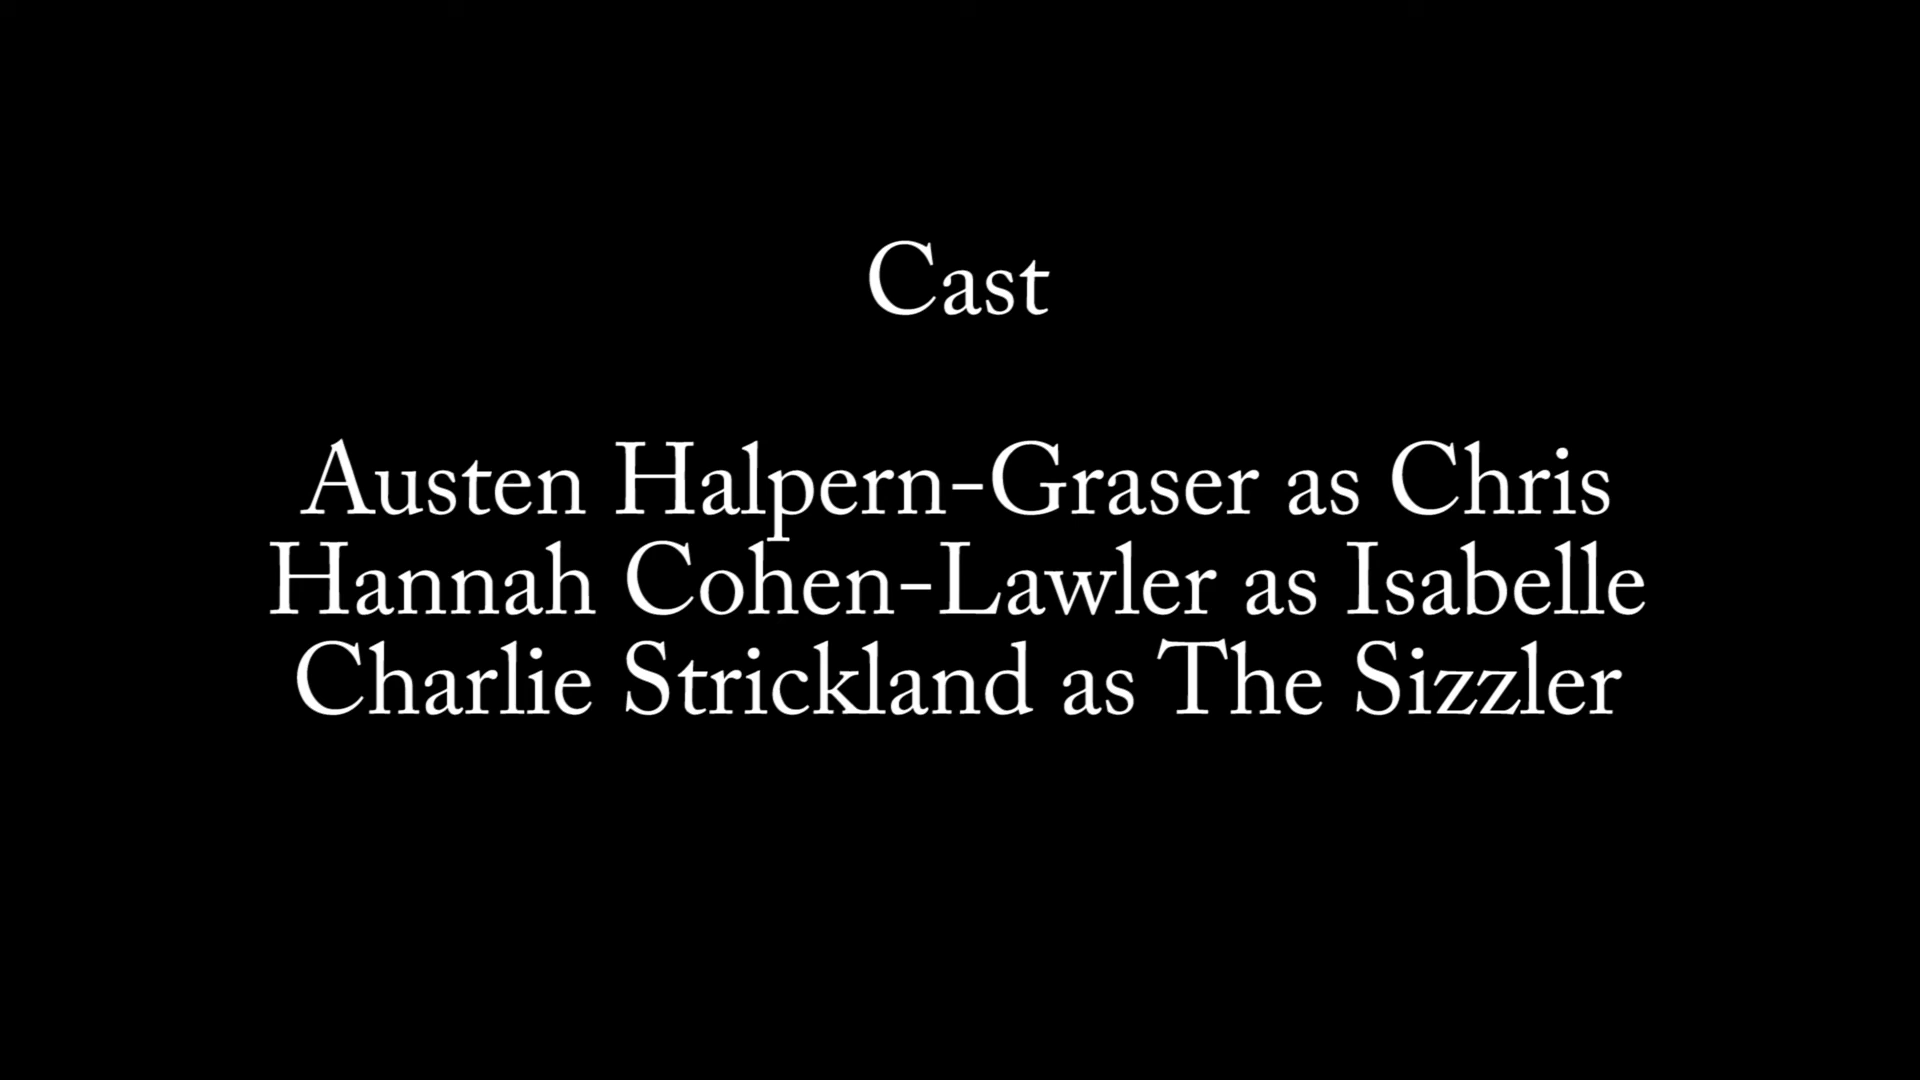 Cast
Austen Halpern-Graser as Chris
Hannah Cohen-Lawler as Isabelle
Charlie Strickland as The Sizzler